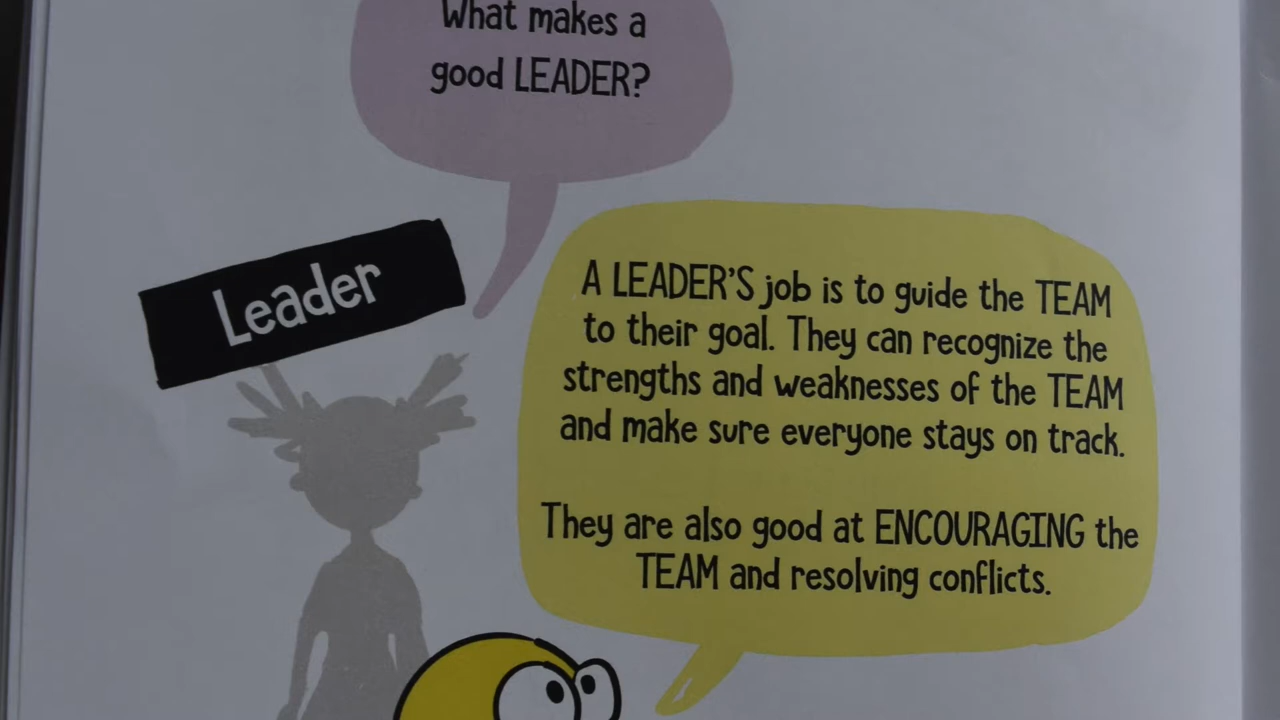 What makes a
good LEADER?
Leader
A LEADER'S job is to guide the TEAM
to their goal. They can recognize the
strengths and weaknesses of the TEAM
and make sure everyone stays on track.
They are also good at ENCOURAGING the
TEAM and resolving conflicts.